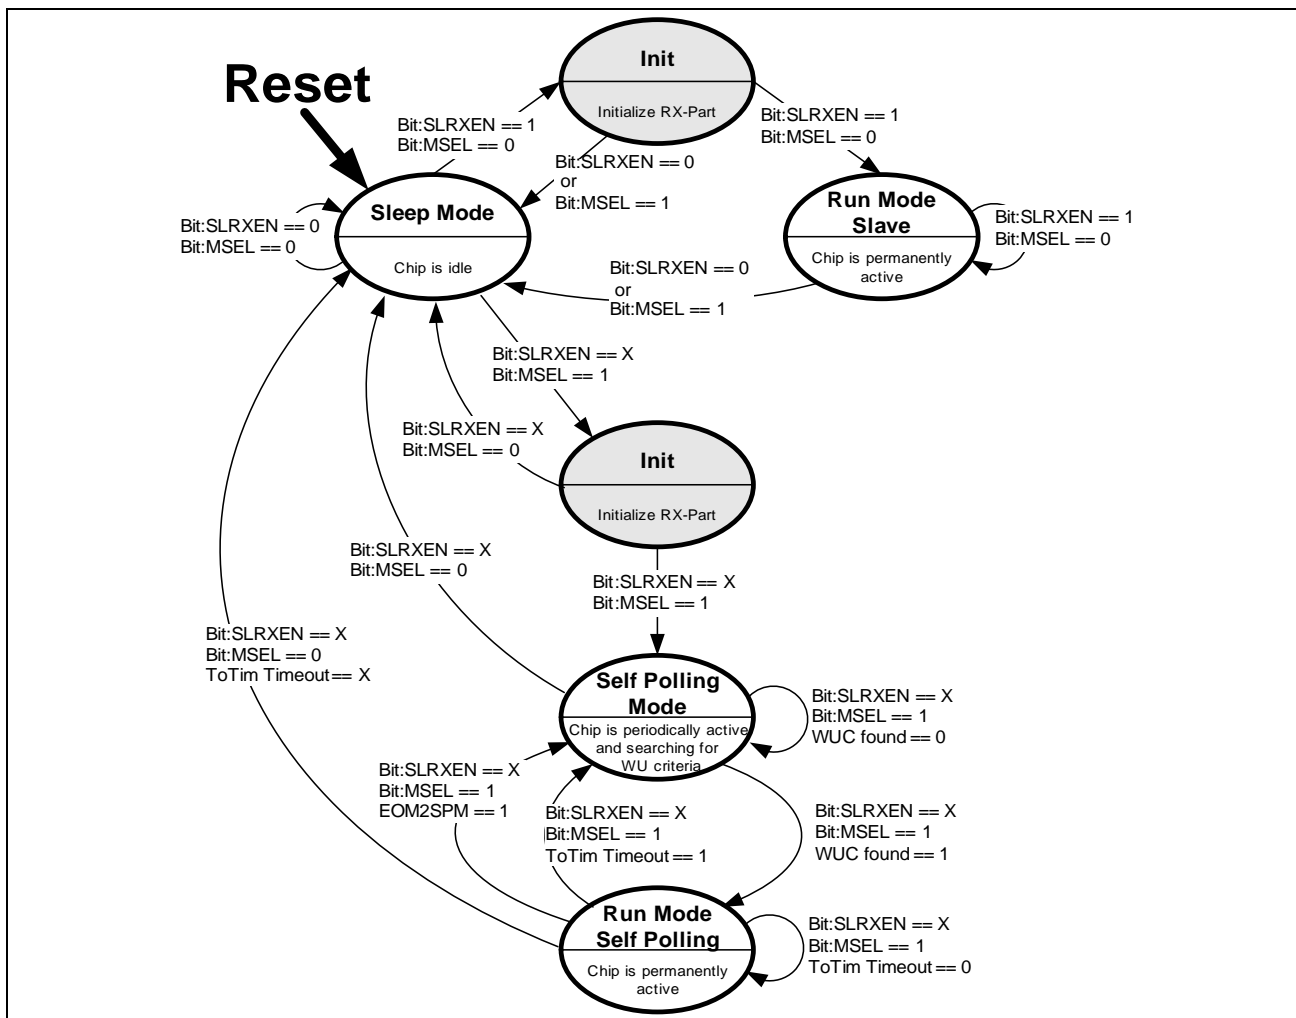 Init
Initialize RX-Part
Reset
Bit:SLRXEN == 1
Bit:MSEL == 0
Bit:SLRXEN == 1
Bit:MSEL == 0
Bit:SLRXEN == 0
or
Bit:MSEL == 1
Sleep Mode
Chip is idle
Bit:SLRXEN == 0
Bit:MSEL == 0
Run Mode
Slave
Chip is permanently
active
Bit:SLRXEN == 1
Bit:MSEL == 0
Bit:SLRXEN == 0
or
Bit:MSEL == 1
Bit:SLRXEN == X
Bit:MSEL == 1
Bit:SLRXEN == X
Bit:MSEL == 0
Init
Initialize RX-Part
Bit:SLRXEN == X
Bit:MSEL == 0
Bit:SLRXEN == X
Bit:MSEL == 1
Bit:SLRXEN == X
Bit:MSEL == 0
ToTim Timeout == X
Self Polling
Mode
Chip is periodically active
and searching for
WU criteria
Bit:SLRXEN == X
Bit:MSEL == 1
WUC found == 0
Bit:SLRXEN == X
Bit:MSEL == 1
EOM2SPM == 1
Bit:SLRXEN == X
Bit:MSEL == 1
ToTim Timeout == 1
Bit:SLRXEN == X
Bit:MSEL == 1
WUC found == 1
Run Mode
Self Polling
Chip is permanently
active
Bit:SLRXEN == X
Bit:MSEL == 1
ToTim Timeout == 0